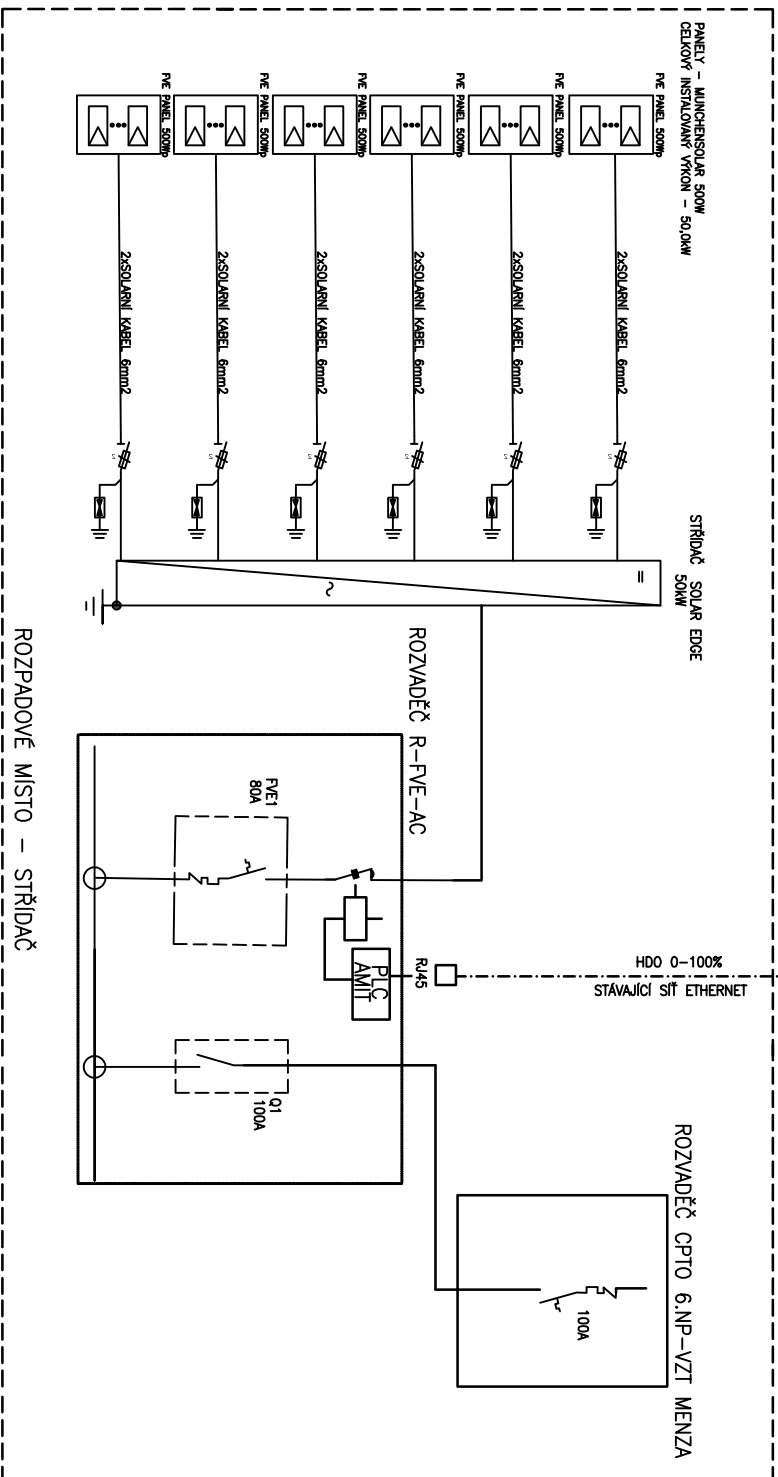 PANELY – MUNCHENSOLAR 500W
CELKOVÝ INSTALOVANÝ VÝKON – 50,0kW
FVE PANEL 500Wp
FVE PANEL 500Wp
FVE PANEL 500Wp
FVE PANEL 500Wp
FVE PANEL 500Wp
FVE PANEL 500Wp
2xSOLARNÍ KABEL 6mm2
2xSOLARNÍ KABEL 6mm2
2xSOLARNÍ KABEL 6mm2
2xSOLARNÍ KABEL 6mm2
2xSOLARNÍ KABEL 6mm2
2xSOLARNÍ KABEL 6mm2
STŘÍDAČ SOLAR EDGE
50kW
=
~
ROZVADĚČ R–FVE–AC
FVE1
80A
PLC
AMIT
RJ45
HDO 0–100%
STÁVAJÍCÍ SÍŤ ETHERNET
Q1
100A
ROZVADĚČ CPTO 6.NP–VZT MENZA
100A
ROZPADOVÉ MÍSTO – STŘÍDAČ